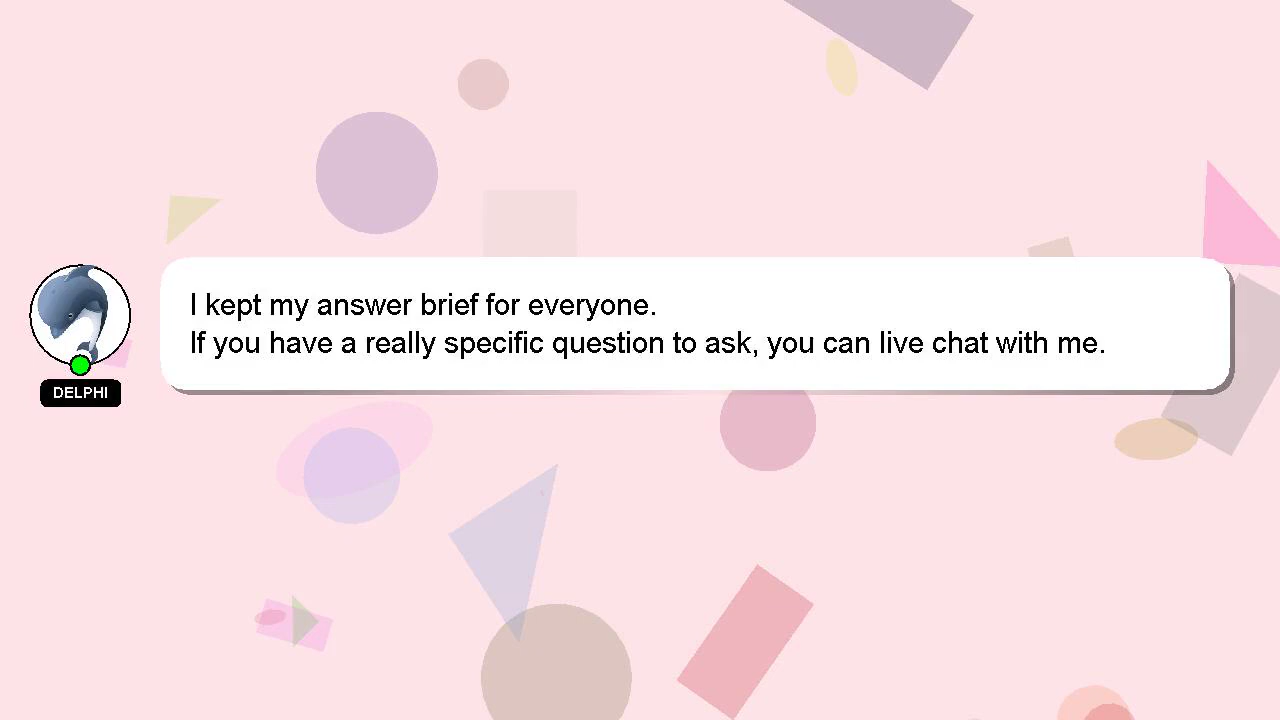 I kept my answer brief for everyone.
If you have a really specific question to ask, you can live chat with me.
DELPHI